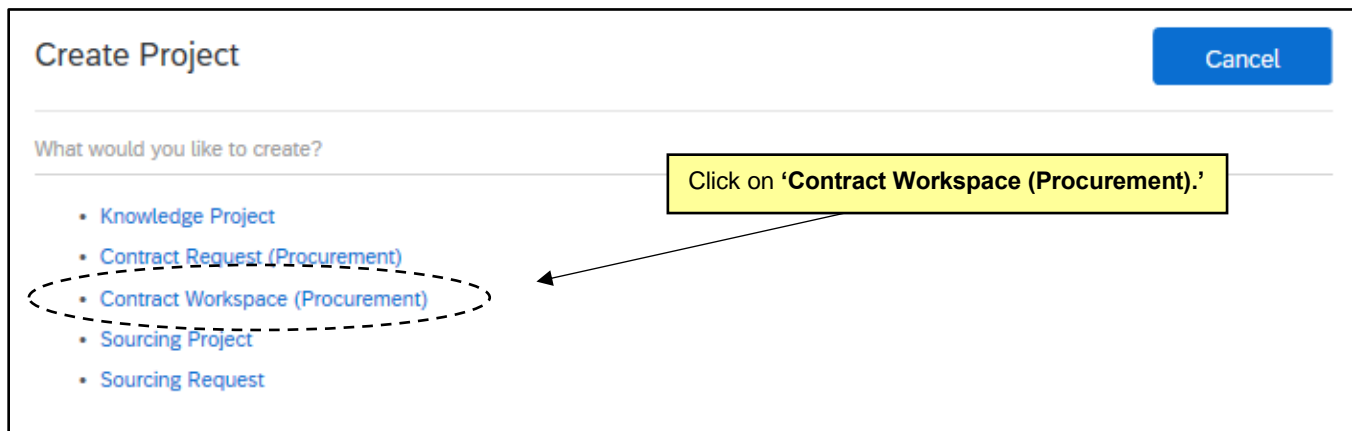 Create Project
Cancel
What would you like to create?
Click on ‘Contract Workspace (Procurement).’
• Knowledge Project
• Contract Request (Procurement)
• Contract Workspace (Procurement)
• Sourcing Project
• Sourcing Request